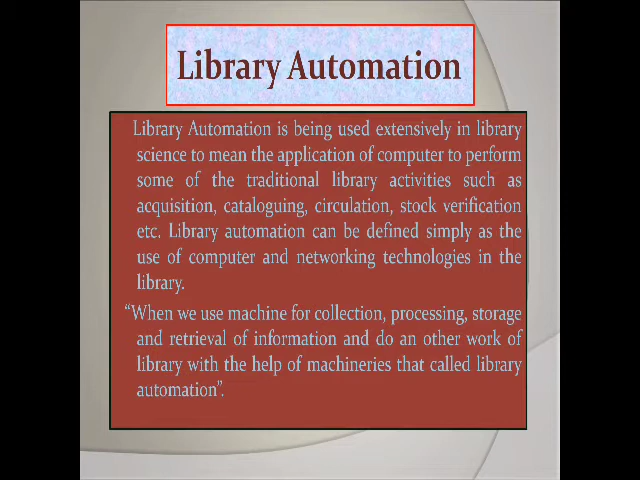 Library Automation
Library Automation is being used extensively in library
science to mean the application of computer to perform
some of the traditional library activities such as
acquisition, cataloguing, circulation, stock verification
etc. Library automation can be defined simply as the
use of computer and networking technologies in the
library.
“When we use machine for collection, processing, storage
and retrieval of information and do an other work of
library with the help of machineries that called library
automation”.